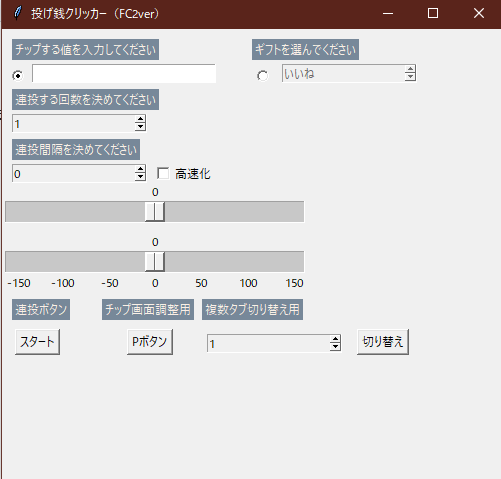 投げ銭クリッカー（FC2ver）
チップする値を入力してください
ギフトを選んてください
いいね
連投する回数を決めてください
1
連投間隔を決めてください
0
高速化
0
0
-150 -100 -50 0 50 100 150
連投ボタン
チップ画面調整用
複数タブ切り替え用
スタート
Pボタン
1
切り替え